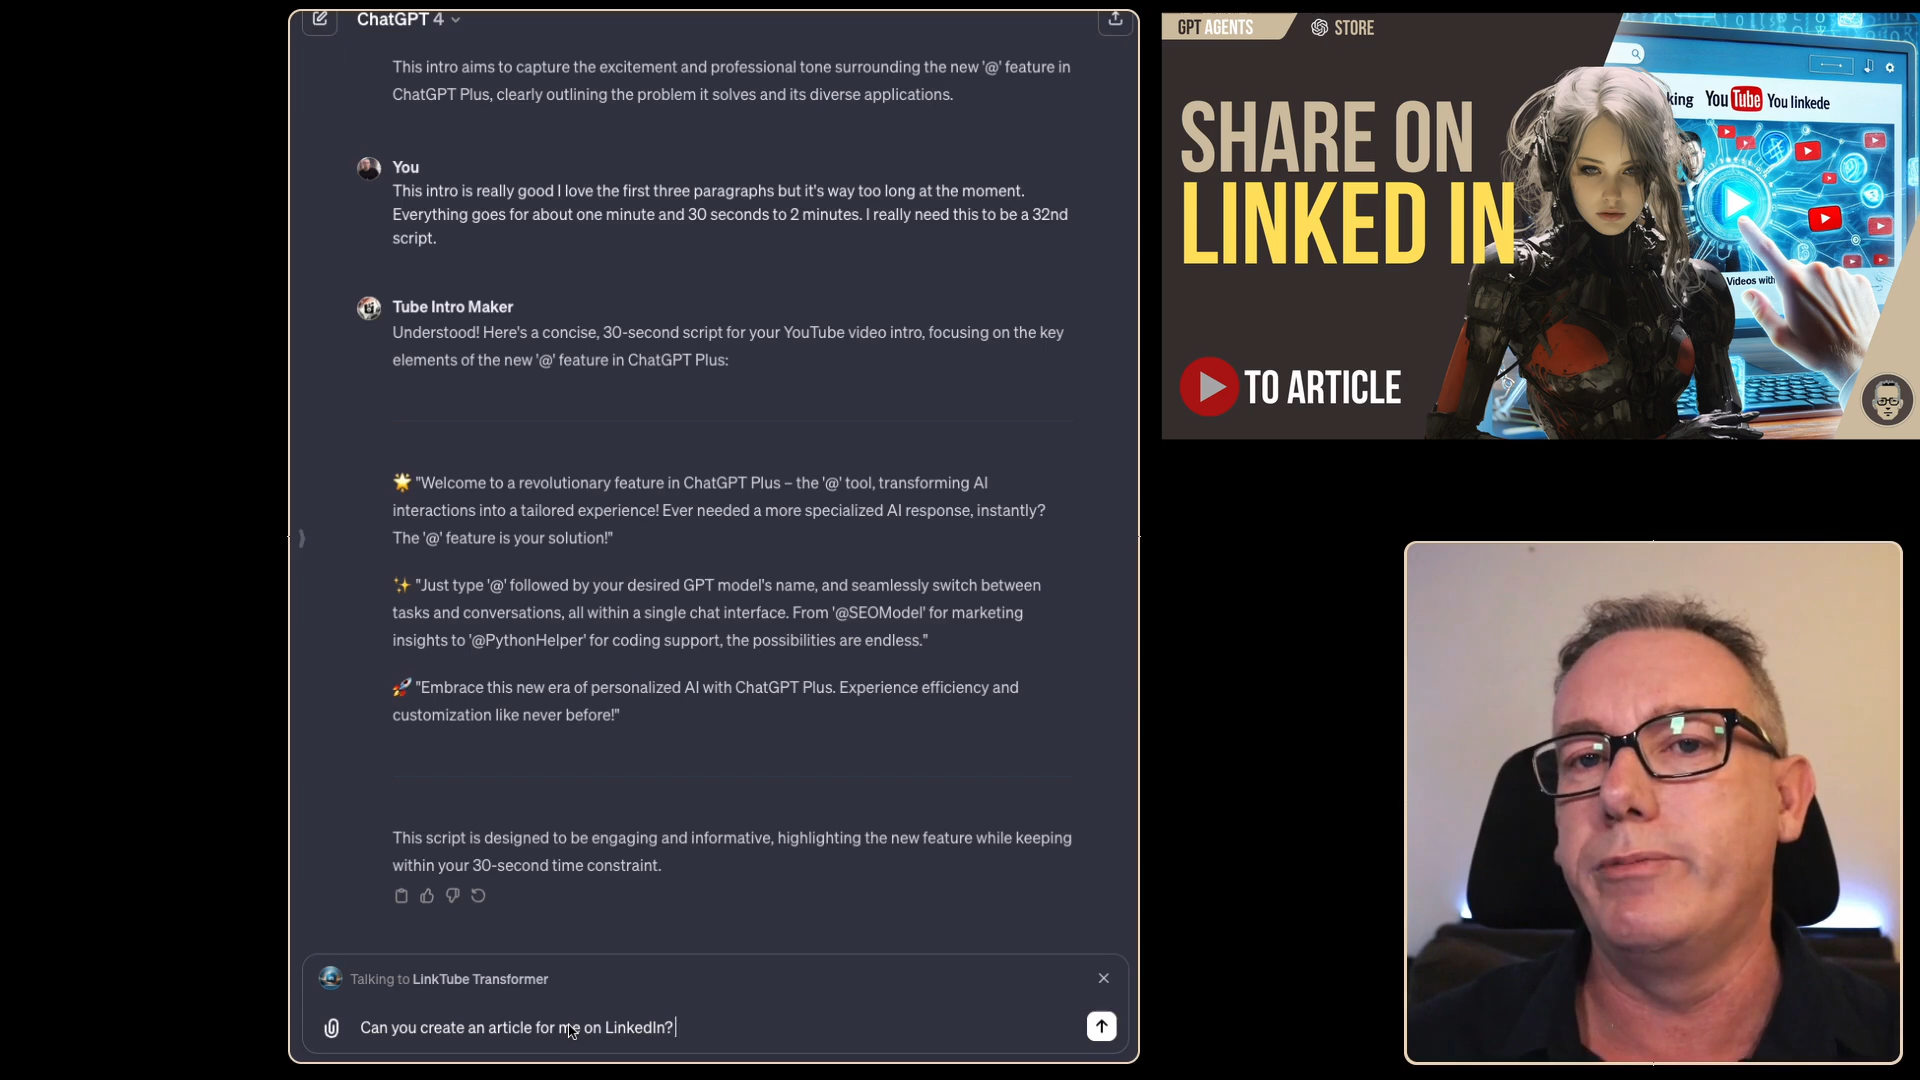 ChatGPT 4
This intro aims to capture the excitement and professional tone surrounding the new '@' feature in
ChatGPT Plus, clearly outlining the problem it solves and its diverse applications.
You
This intro is really good I love the first three paragraphs but it's way too long at the moment.
Everything goes for about one minute and 30 seconds to 2 minutes. I really need this to be a 32nd
script.
Tube Intro Maker
Understood! Here's a concise, 30-second script for your YouTube video intro, focusing on the key
elements of the new '@' feature in ChatGPT Plus:
🌟 "Welcome to a revolutionary feature in ChatGPT Plus – the '@' tool, transforming AI
interactions into a tailored experience! Ever needed a more specialized AI response, instantly?
The '@' feature is your solution!"
✨ "Just type '@' followed by your desired GPT model's name, and seamlessly switch between
tasks and conversations, all within a single chat interface. From '@SEOModel' for marketing
insights to '@PythonHelper' for coding support, the possibilities are endless."
🚀 "Embrace this new era of personalized AI with ChatGPT Plus. Experience efficiency and
customization like never before!"
This script is designed to be engaging and informative, highlighting the new feature while keeping
within your 30-second time constraint.
Talking to LinkTube Transformer
Can you create an article for me on LinkedIn?
GPT AGENTS
STORE
SHARE ON
LINKED IN
TO ARTICLE
king YouTube You linkede
Videos with